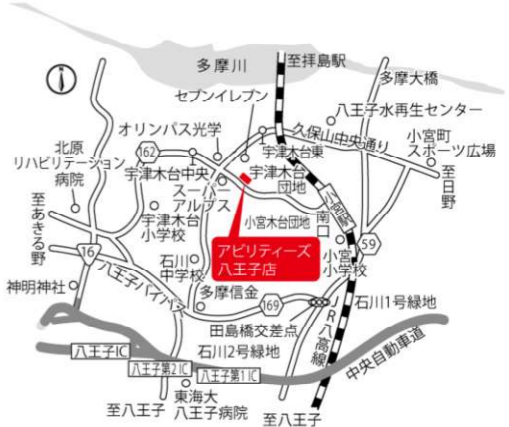 多摩川
至拝島駅
多摩大橋
セブンイレブン
八王子水再生センター
オリンパス光学
久保山中央通り
小宮町
スポーツ広場
北原
リハビリテーション
病院
162
宇津木台東
宇津木台中央
宇津木台
団地
スーパー
アルプス
至日野
至あきる野
宇津木台
小学校
小宮木台団地
南口
小宮駅
アビリティーズ
八王子店
59
16
石川
中学校
小宮
小学校
八王子バイパス
神明神社
多摩信金
169
JR八高線
石川1号緑地
田島橋交差点
八王子IC
石川2号緑地
中央自動車道
八王子第2 IC
八王子第1 IC
東海大
八王子病院
至八王子
至八王子